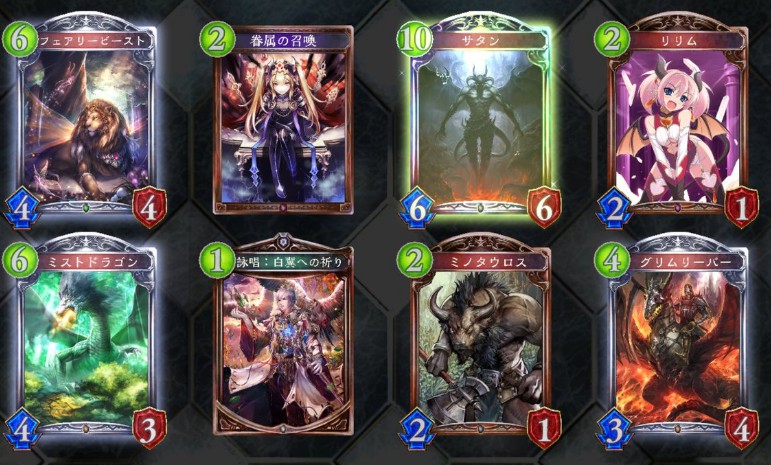 6 フェアリービースト 4 4
2 眷属の召喚
10 サタン 6 6
2 リリム 2 1
6 ミストドラゴン 4 3
1 詠唱：白翼への祈り
2 ミノタウロス 2 1
4 グリムリーパー 3 4